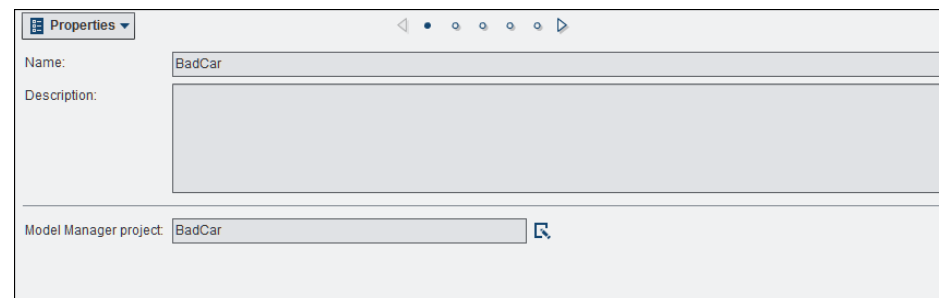 Properties
Name:
BadCar
Description:
Model Manager project:
BadCar